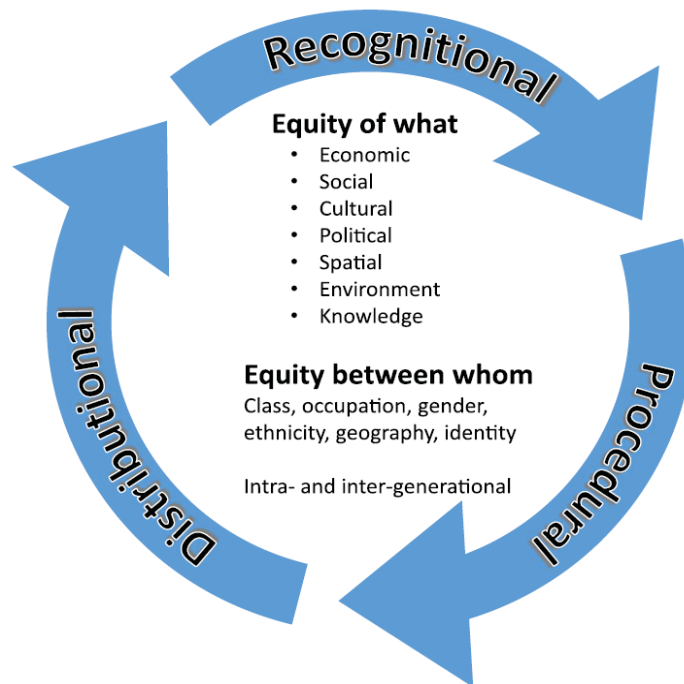 Recognitional
Equity of what
• Economic
• Social
• Cultural
• Political
• Spatial
• Environment
• Knowledge
Equity between whom
Class, occupation, gender,
ethnicity, geography, identity
Intra- and inter-generational
Procedural
Distributional